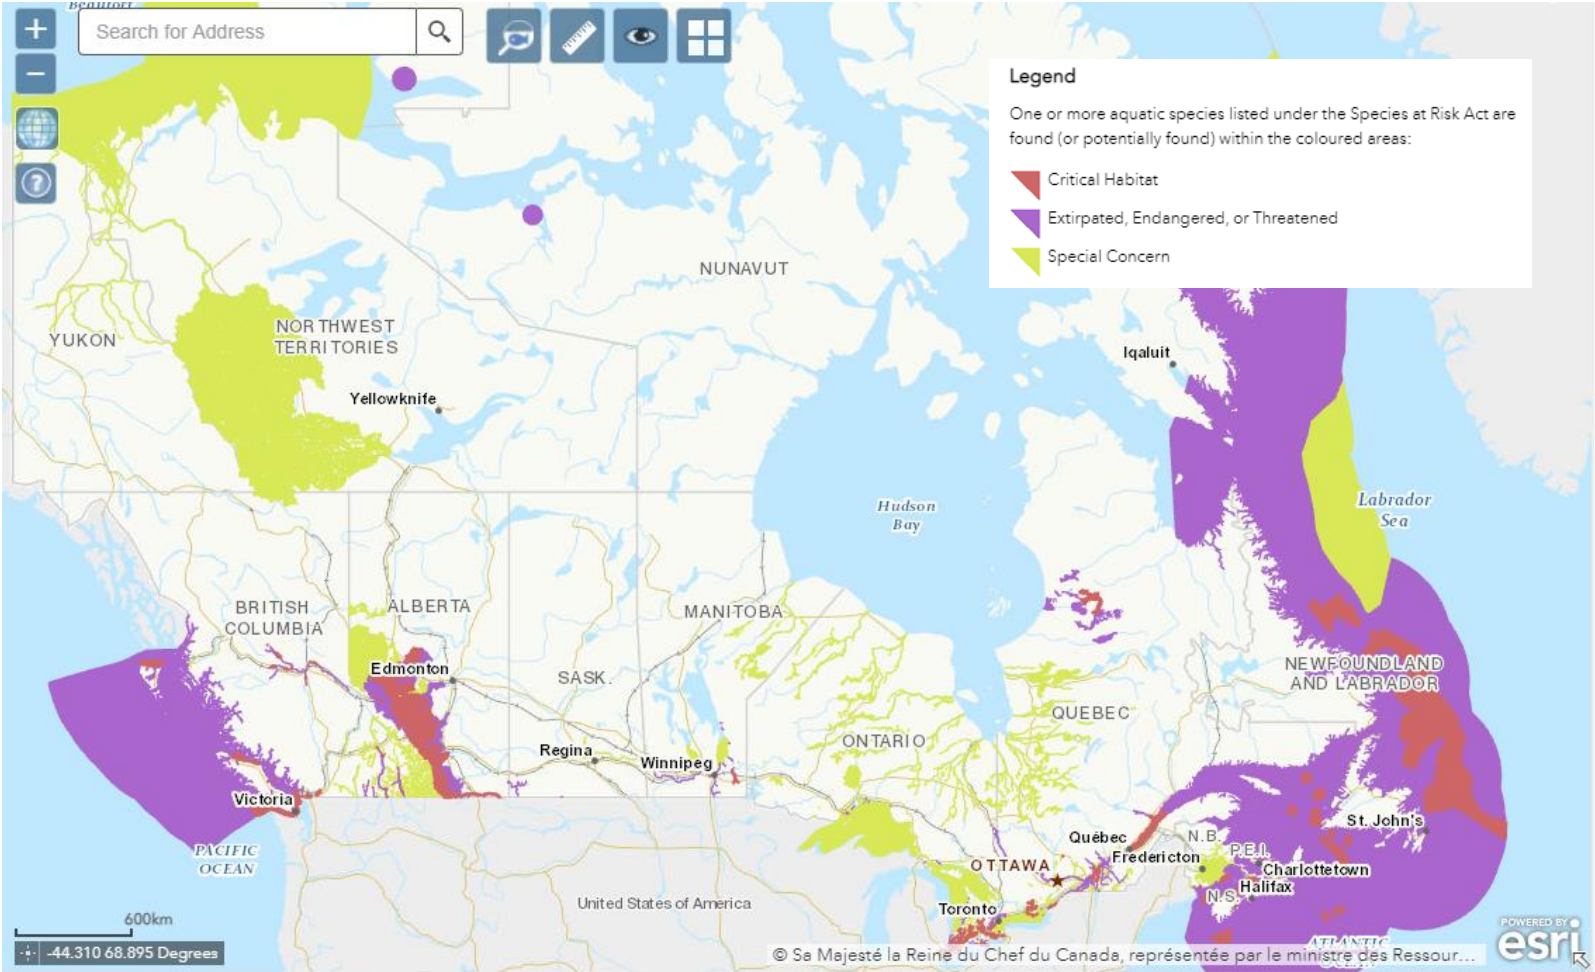 Beaufort
+
Search for Address
−
?
Legend
One or more aquatic species listed under the Species at Risk Act are
found (or potentially found) within the coloured areas:
Critical Habitat
Extirpated, Endangered, or Threatened
Special Concern
NUNAVUT
YUKON
NORTHWEST
TERRITORIES
Iqaluit
Yellowknife
Hudson
Bay
Labrador
Sea
BRITISH
COLUMBIA
ALBERTA
MANITOBA
Edmonton
SASK.
NEWFOUNDLAND
AND LABRADOR
QUEBEC
ONTARIO
Regina
Winnipeg
Victoria
St. John's
PACIFIC
OCEAN
Québec
N.B.
P.E.I.
Fredericton
OTTAWA
Charlottetown
Halifax
N.S.
United States of America
Toronto
600km
-44.310 68.895 Degrees
ATLANTIC
© Sa Majesté la Reine du Chef du Canada, représentée par le ministre des Ressour...
POWERED BY
esri